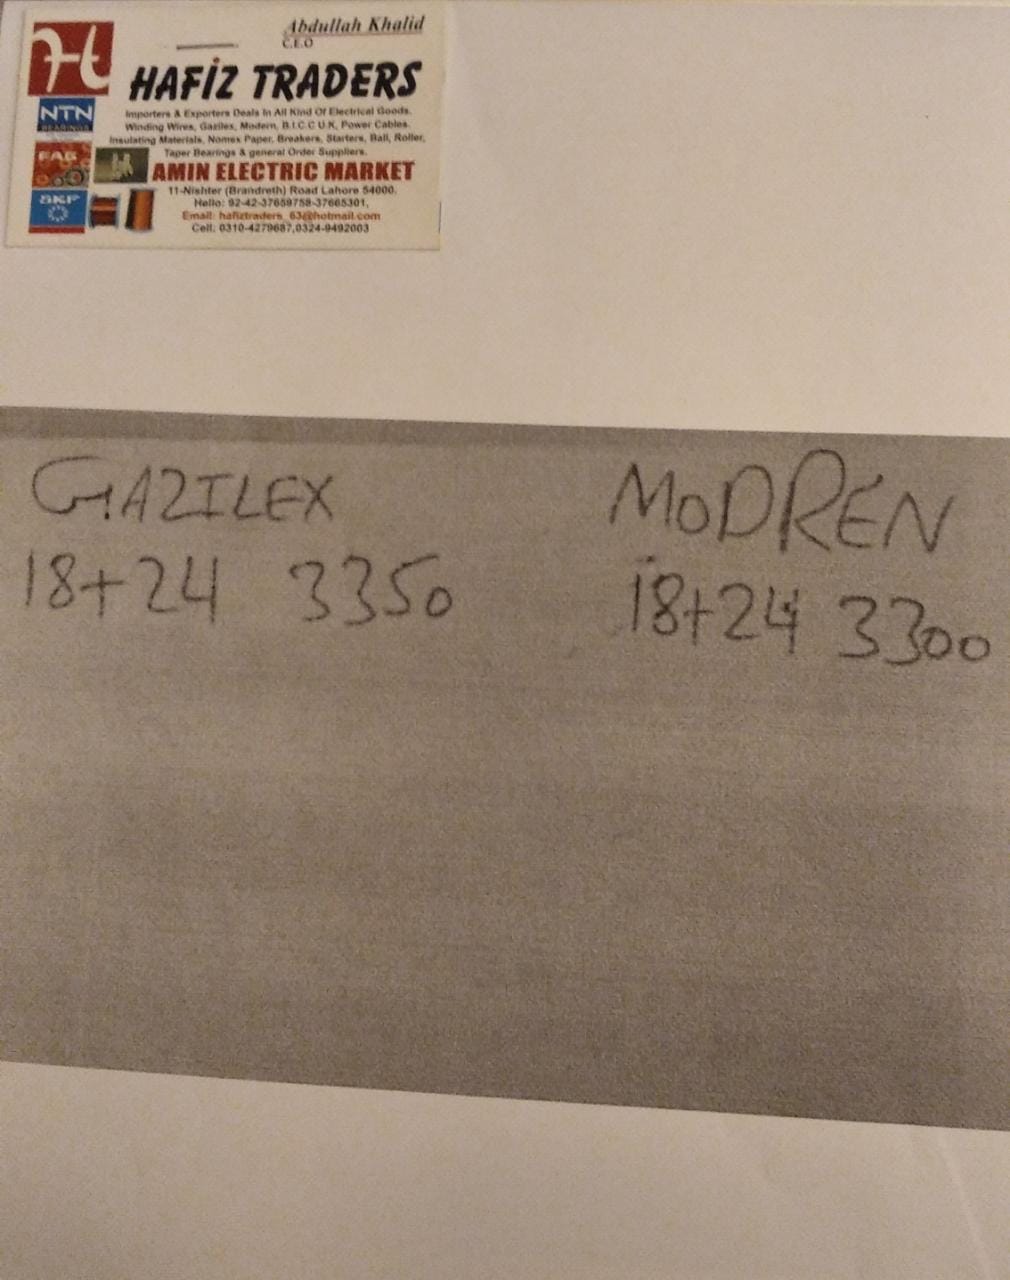 Abdullah Khalid
C.E.O
HAFiZ TRADERS
Importers & Exporters Deals In All Kind Of Electrical Goods.
Winding Wires, Gazilex, Modern, B.I.C.C U.K, Power Cables.
Insulating Materials, Nomex Paper, Breakers, Starters, Ball, Roller,
Taper Bearings & general Order Suppliers.
AMIN ELECTRIC MARKET
11-Nishter (Brandreth) Road Lahore 54000.
Hello: 92-42-37659758-37665301,
Email: hafiztraders_63@hotmail.com
Cell: 0310-4279687,0324-9492003
H
NTN
BEARINGS
FAG
SKF
GAZILEX
18+24 3350
MODREN
18+24 3300